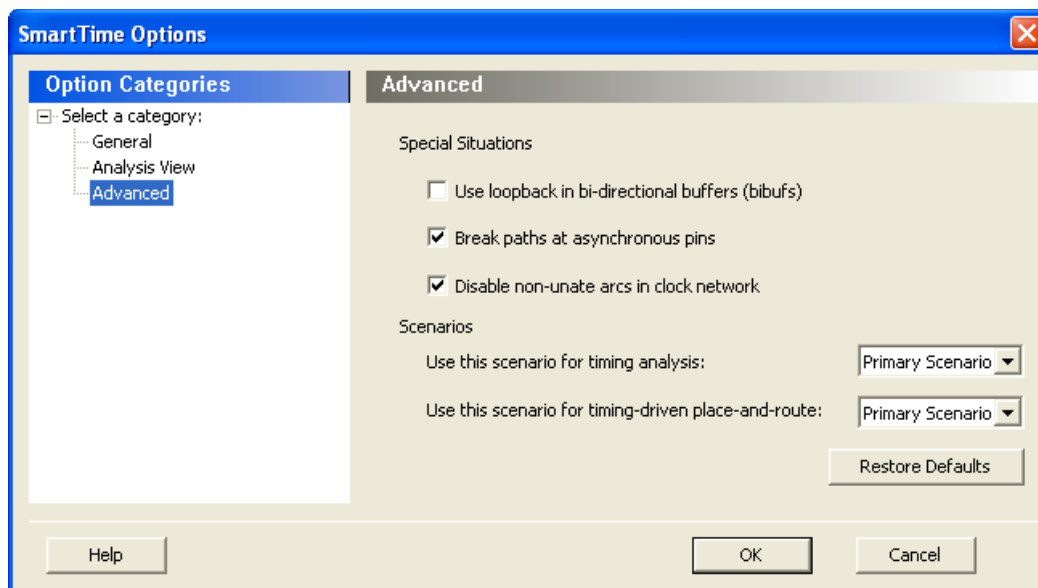 SmartTime Options
Option Categories
Select a category:
General
Analysis View
Advanced
Advanced
Special Situations
Use loopback in bi-directional buffers (bibufs)
Break paths at asynchronous pins
Disable non-unate arcs in clock network
Scenarios
Use this scenario for timing analysis: Primary Scenario
Use this scenario for timing-driven place-and-route: Primary Scenario
Restore Defaults
Help OK Cancel